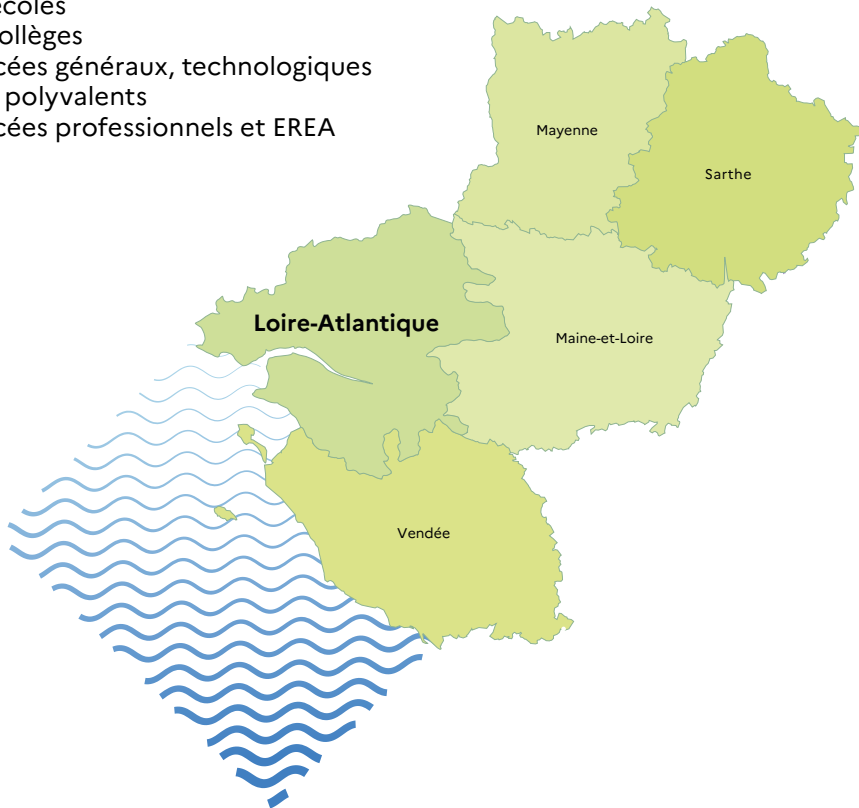 écoles
ollèges
cées généraux, technologiques
polyvalents
cées professionnels et EREA
Mayenne
Sarthe
Loire-Atlantique
Maine-et-Loire
Vendée